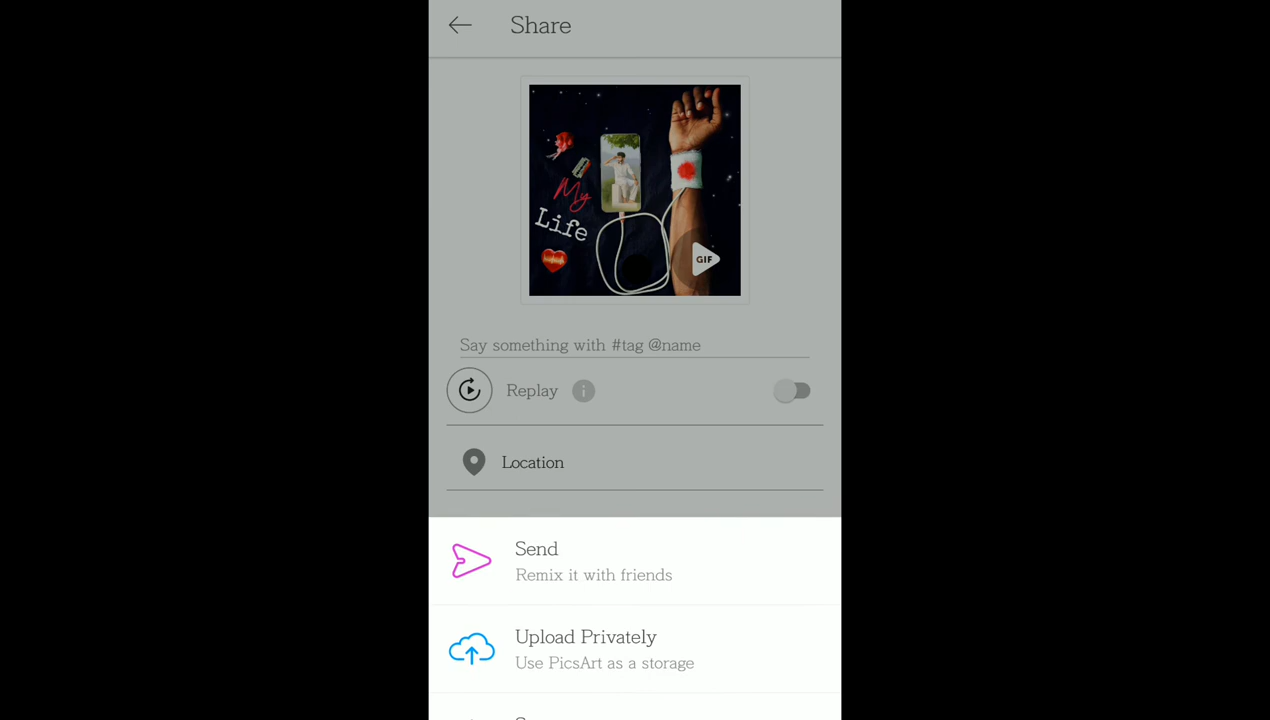 Share
My
Life
GIF
Say something with #tag @name
Replay
Location
Send
Remix it with friends
Upload Privately
Use PicsArt as a storage